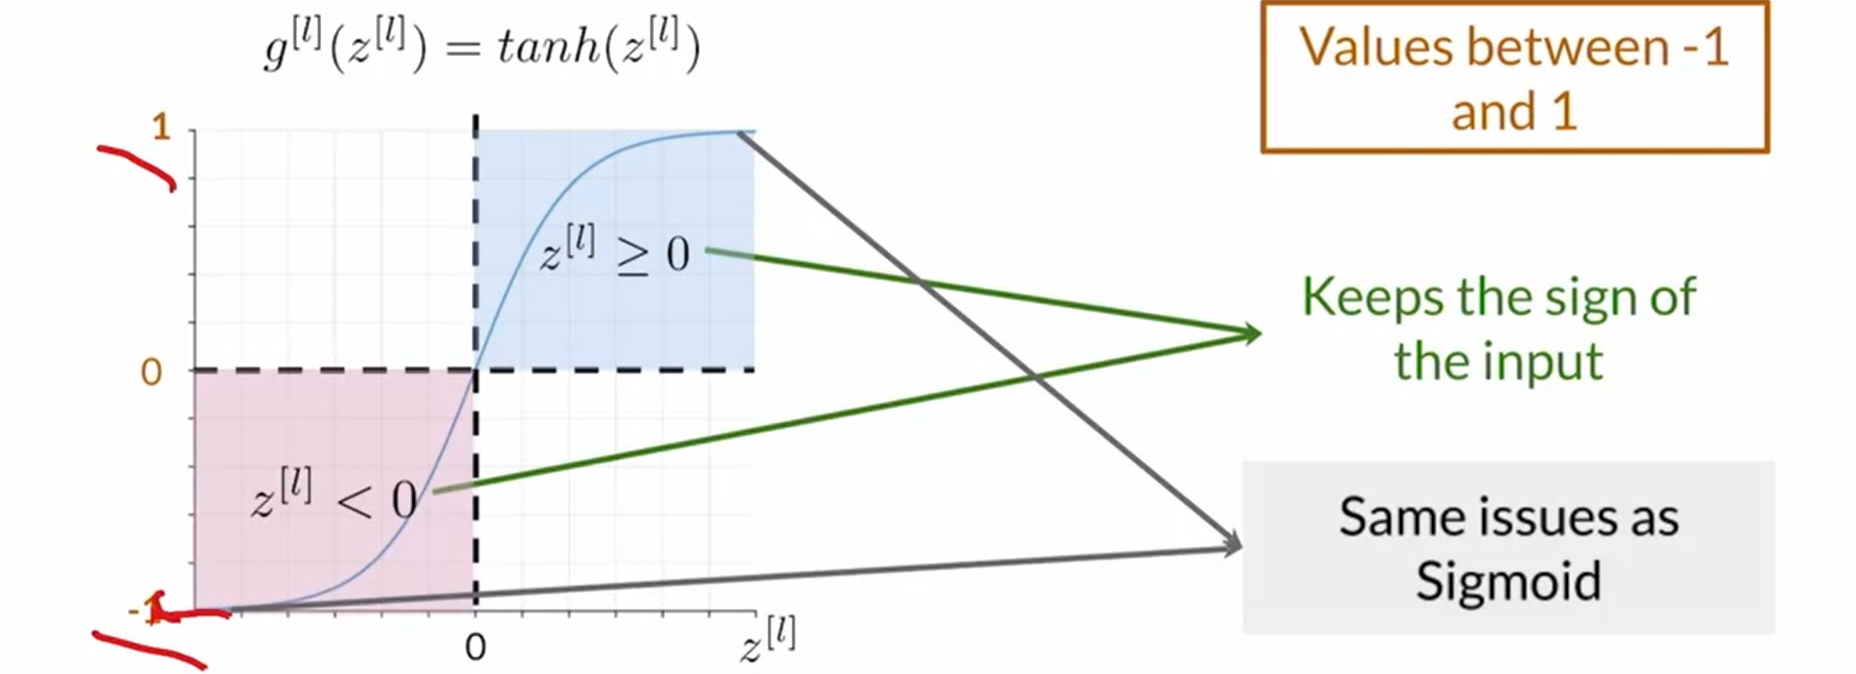 g^{[l]}(z^{[l]}) = tanh(z^{[l]})
Values between -1
and 1
1
z^{[l]} ≥ 0
Keeps the sign of
the input
0
z^{[l]} < 0
Same issues as
Sigmoid
-1
0
z^{[l]}